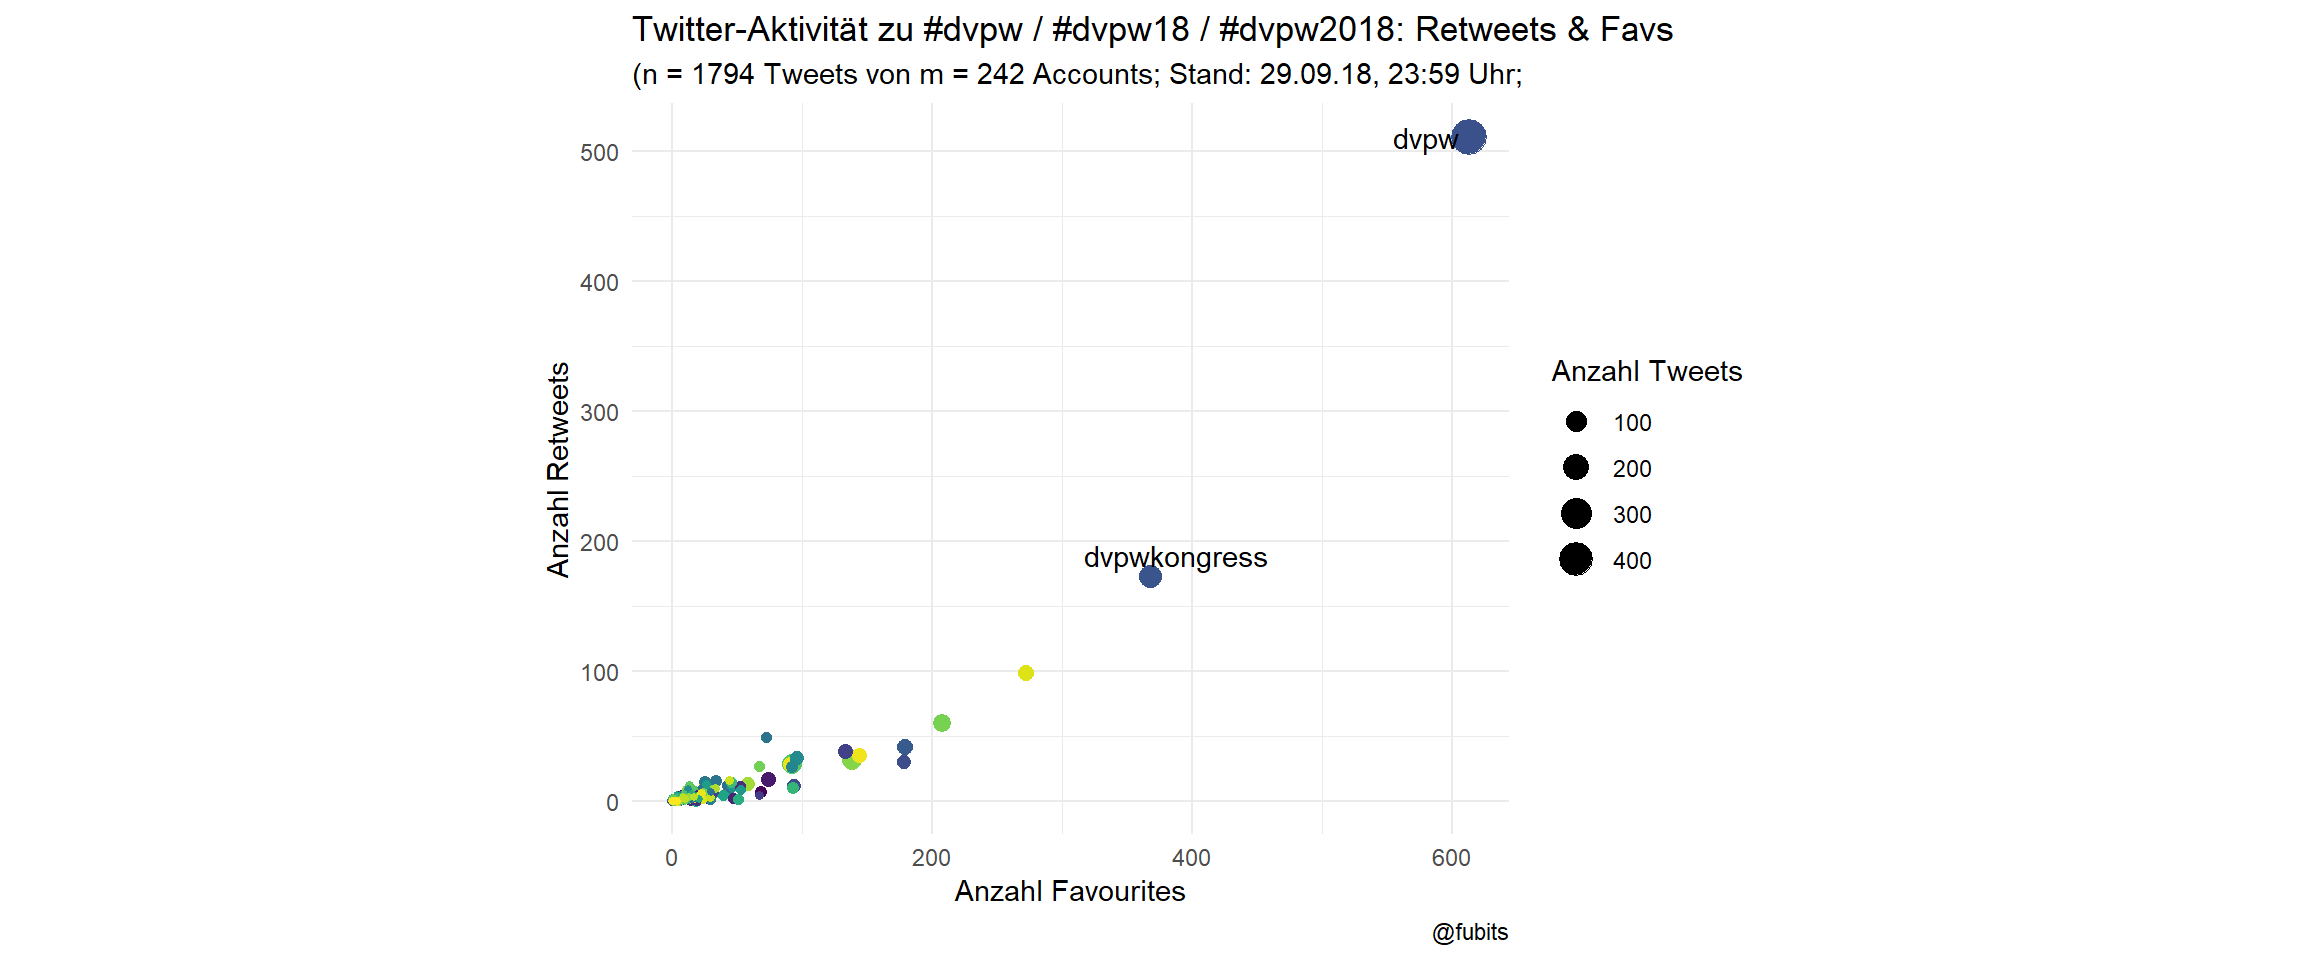 Twitter-Aktivität zu #dvpw / #dvpw18 / #dvpw2018: Retweets & Favs
(n = 1794 Tweets von m = 242 Accounts; Stand: 29.09.18, 23:59 Uhr;
dvpw
500
400
300
200
100
0
Anzahl Retweets
dvpwkongress
Anzahl Tweets
100
200
300
400
0
200
400
600
Anzahl Favourites
@fubits